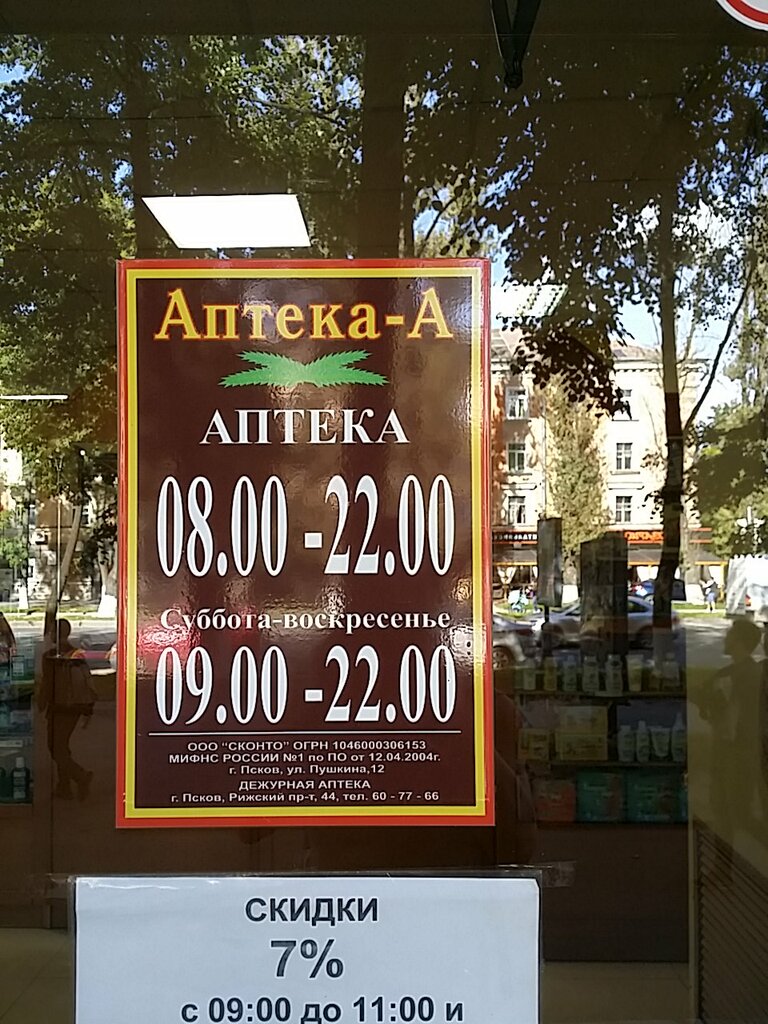 Аптека-А
АПТЕКА
08.00 - 22.00
Суббота-воскресенье
09.00 - 22.00
ООО "СКОНТО" ОГРН 1046000306153
МИФНС РОССИИ №1 по ПО от 12.04.2004г.
г. Псков, ул. Пушкина,12
ДЕЖУРНАЯ АПТЕКА
г. Псков, Рижский пр-т, 44, тел. 60 - 77 - 66
СКИДКИ
7%
с 09:00 до 11:00 и